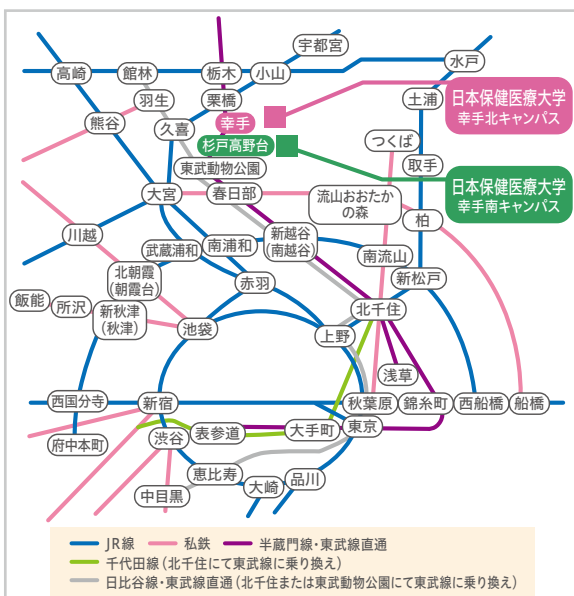 宇都宮
水戸
高崎
館林
栃木
小山
羽生
栗橋
土浦
日本保健医療大学
幸手北キャンパス
熊谷
久喜
幸手
杉戸高野台
つくば
東武動物公園
取手
日本保健医療大学
幸手南キャンパス
大宮
春日部
流山おおたか
の森
柏
川越
武蔵浦和
南浦和
新越谷
(南越谷)
南流山
北朝霞
(朝霞台)
赤羽
新松戸
飯能
所沢
新秋津
(秋津)
池袋
北千住
上野
浅草
西国分寺
新宿
秋葉原
錦糸町
西船橋
船橋
府中本町
渋谷
表参道
大手町
東京
恵比寿
中目黒
大崎
品川
JR線
私鉄
半蔵門線・東武線直通
千代田線(北千住にて東武線に乗り換え)
日比谷線・東武線直通(北千住または東武動物公園にて東武線に乗り換え)